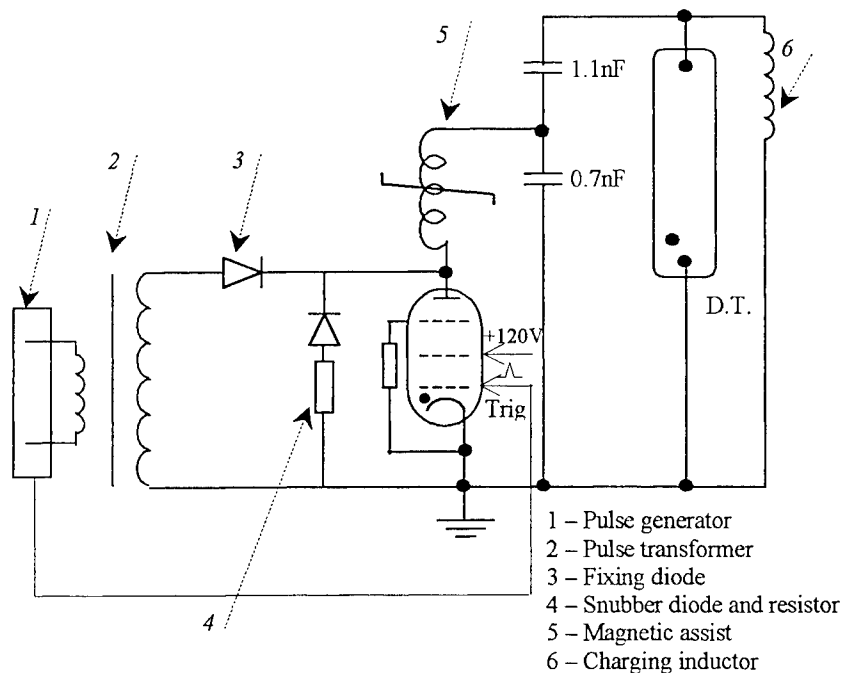 5
6
1.1nF
2
3
0.7nF
1
D.T.
+120V
Trig
4
1 – Pulse generator
2 – Pulse transformer
3 – Fixing diode
4 – Snubber diode and resistor
5 – Magnetic assist
6 – Charging inductor